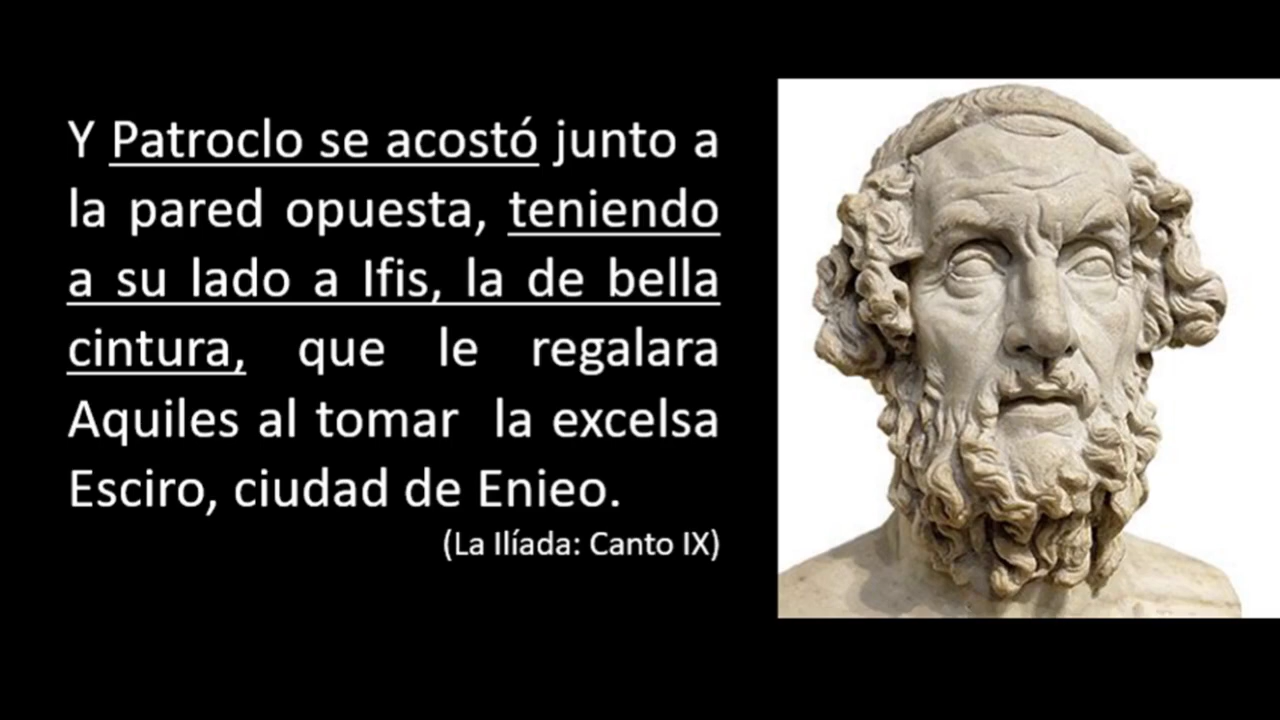 Y Patroclo se acostó junto a
la pared opuesta, teniendo
a su lado a Ifis, la de bella
cintura, que le regalara
Aquiles al tomar la excelsa
Esciro, ciudad de Enieo.
(La Ilíada: Canto IX)